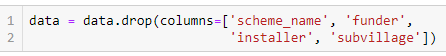 1 data = data.drop(columns=['scheme_name', 'funder',
2 'installer', 'subvillage'])